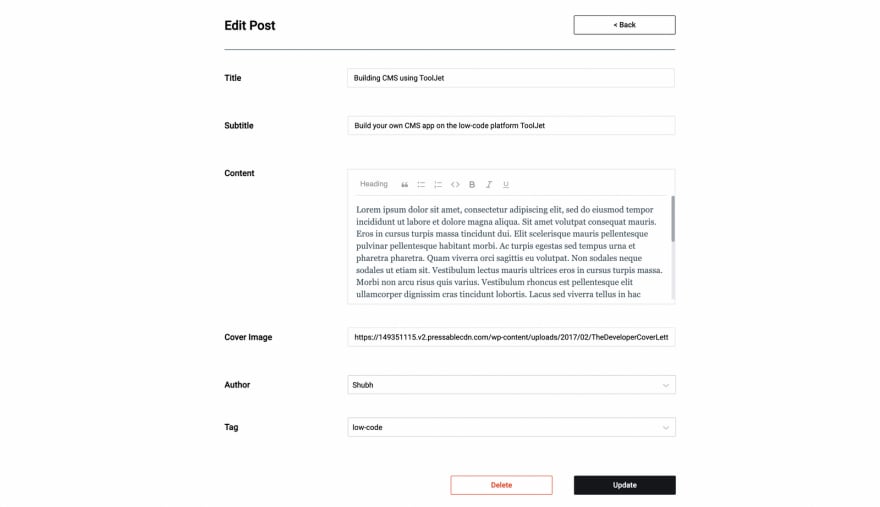 Edit Post
< Back
Title
Building CMS using ToolJet
Subtitle
Build your own CMS app on the low-code platform ToolJet
Content
Heading
Lorem ipsum dolor sit amet, consectetur adipiscing elit, sed do eiusmod tempor
incididunt ut labore et dolore magna aliqua. Sit amet volutpat consequat mauris.
Eros in cursus turpis massa tincidunt dui. Elit scelerisque mauris pellentesque
pulvinar pellentesque habitant morbi. Ac turpis egestas sed tempus urna et
pharetra pharetra. Quam viverra orci sagittis eu volutpat. Non sodales neque
sodales ut etiam sit. Vestibulum lectus mauris ultrices eros in cursus turpis massa.
Morbi non arcu risus quis varius. Vestibulum rhoncus est pellentesque elit
ullamcorper dignissim cras tincidunt lobortis. Lacus sed viverra tellus in hac
Cover Image
https://149351115.v2.pressablecdn.com/wp-content/uploads/2017/02/TheDeveloperCoverLett
Author
Shubh
Tag
low-code
Delete
Update